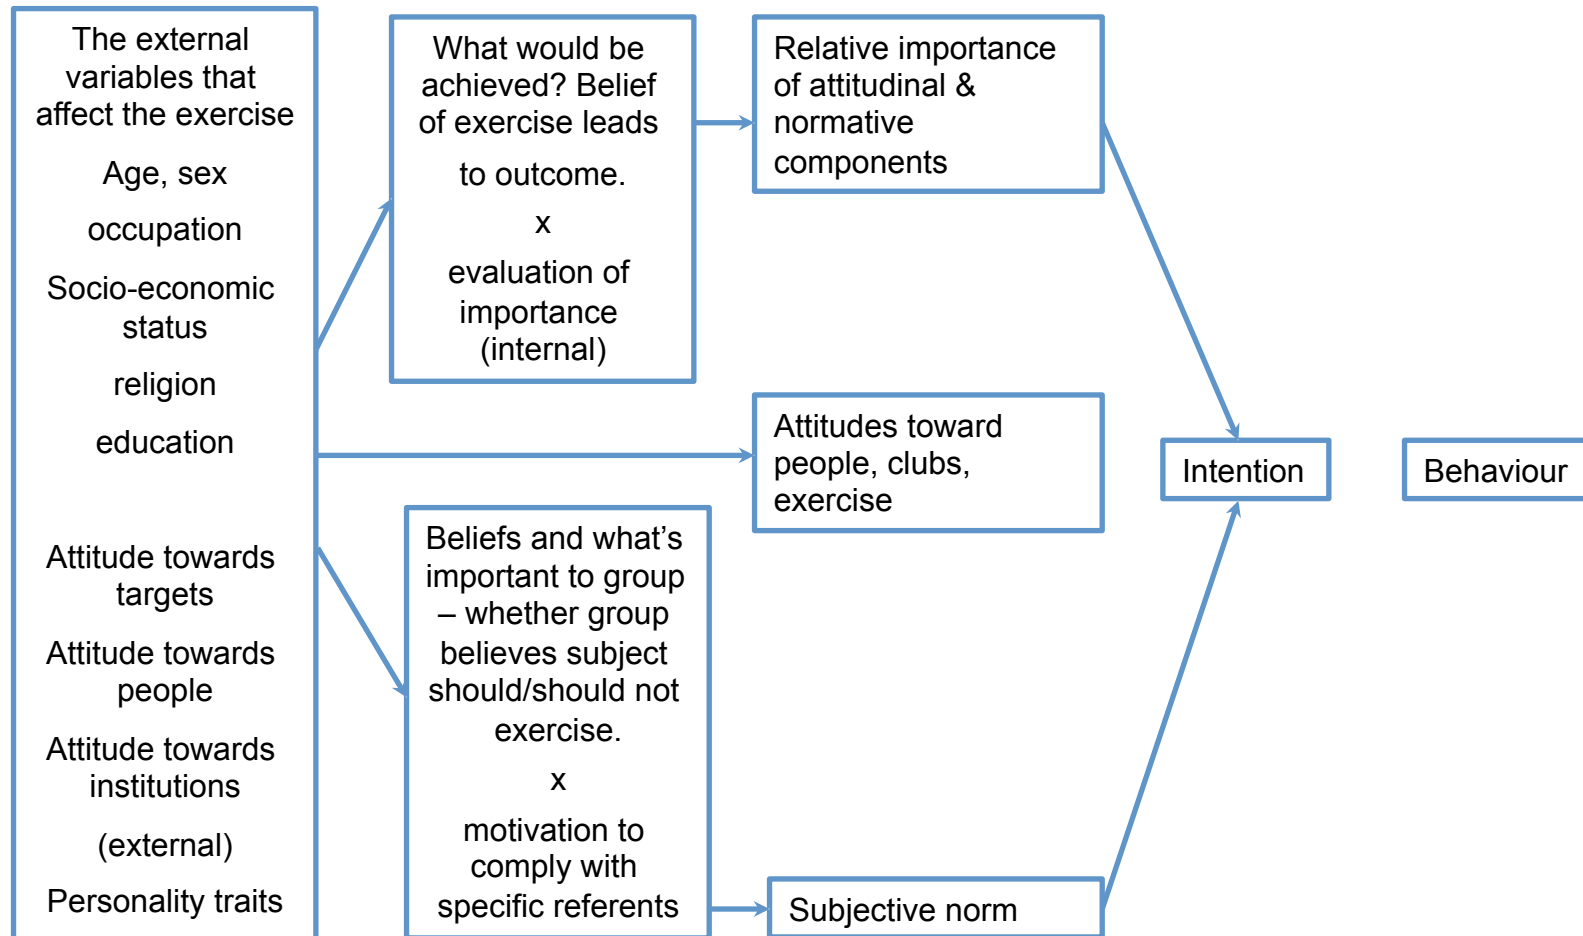 The external
variables that
affect the exercise
Age, sex
occupation
Socio-economic
status
religion
education
Attitude towards
targets
Attitude towards
people
Attitude towards
institutions
(external)
Personality traits
What would be
achieved? Belief
of exercise leads
to outcome.
x
evaluation of
importance
(internal)
Beliefs and what’s
important to group
– whether group
believes subject
should/should not
exercise.
x
motivation to
comply with
specific referents
Relative importance
of attitudinal &
normative
components
Attitudes toward
people, clubs,
exercise
Subjective norm
Intention
Behaviour